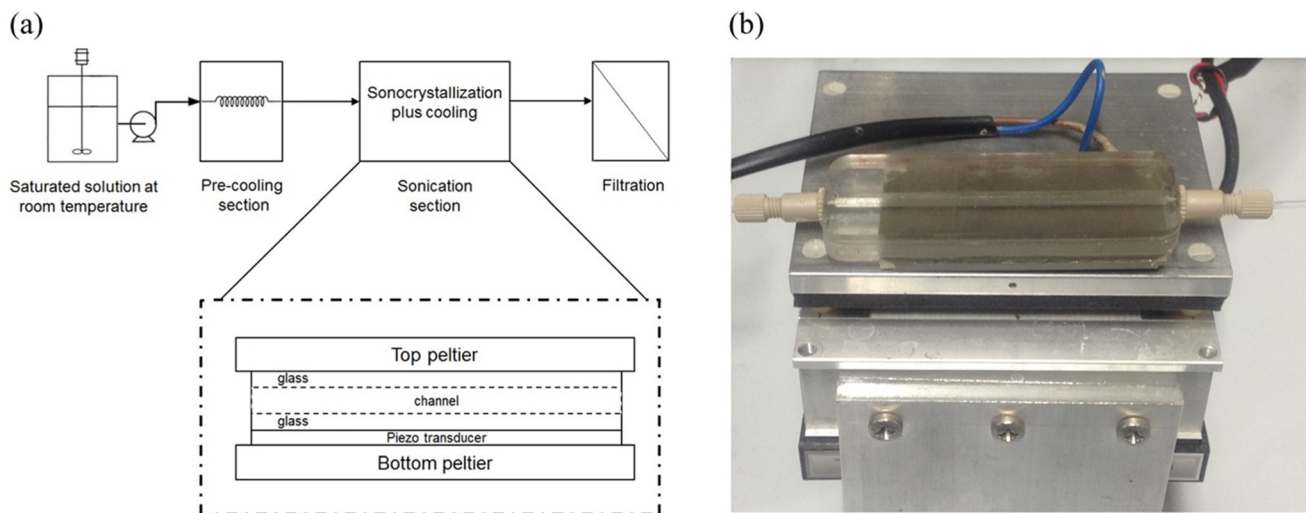 (a)
(b)
Saturated solution at
room temperature
Pre-cooling
section
Sonocrystallization
plus cooling
Sonication
section
Filtration
Top peltier
glass
channel
glass
Piezo transducer
Bottom peltier